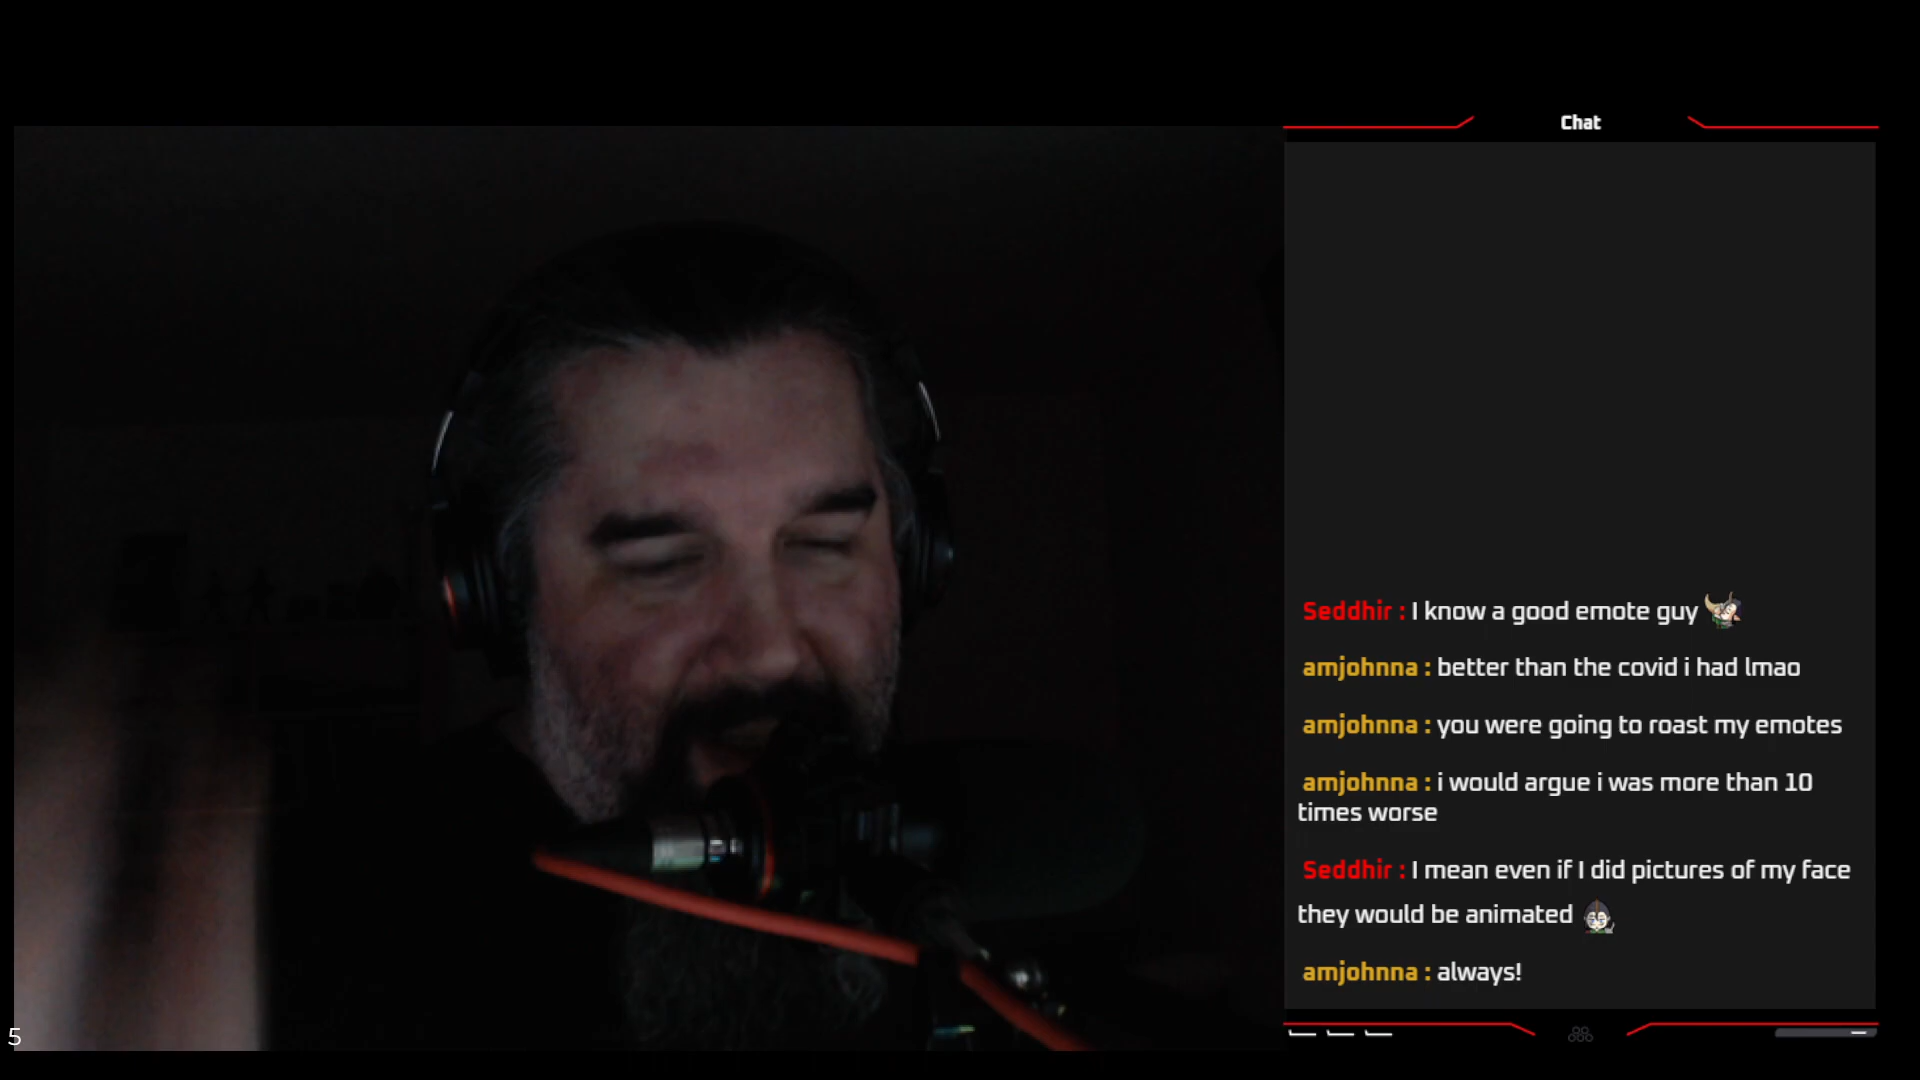 Chat
Seddhir : I know a good emote guy
amjohnna : better than the covid i had lmao
amjohnna : you were going to roast my emotes
amjohnna : i would argue i was more than 10
times worse
Seddhir : I mean even if I did pictures of my face
they would be animated
amjohnna : always!
5